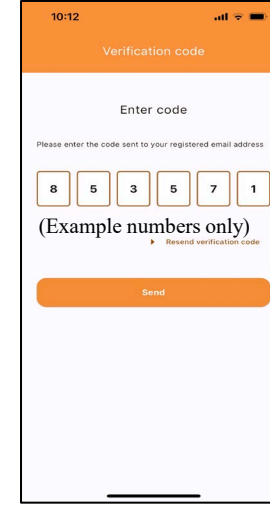 10:12
Verification code
Enter code
Please enter the code sent to your registered email address
8 5 3 5 7 1
(Example numbers only)
Resend verification code
Send